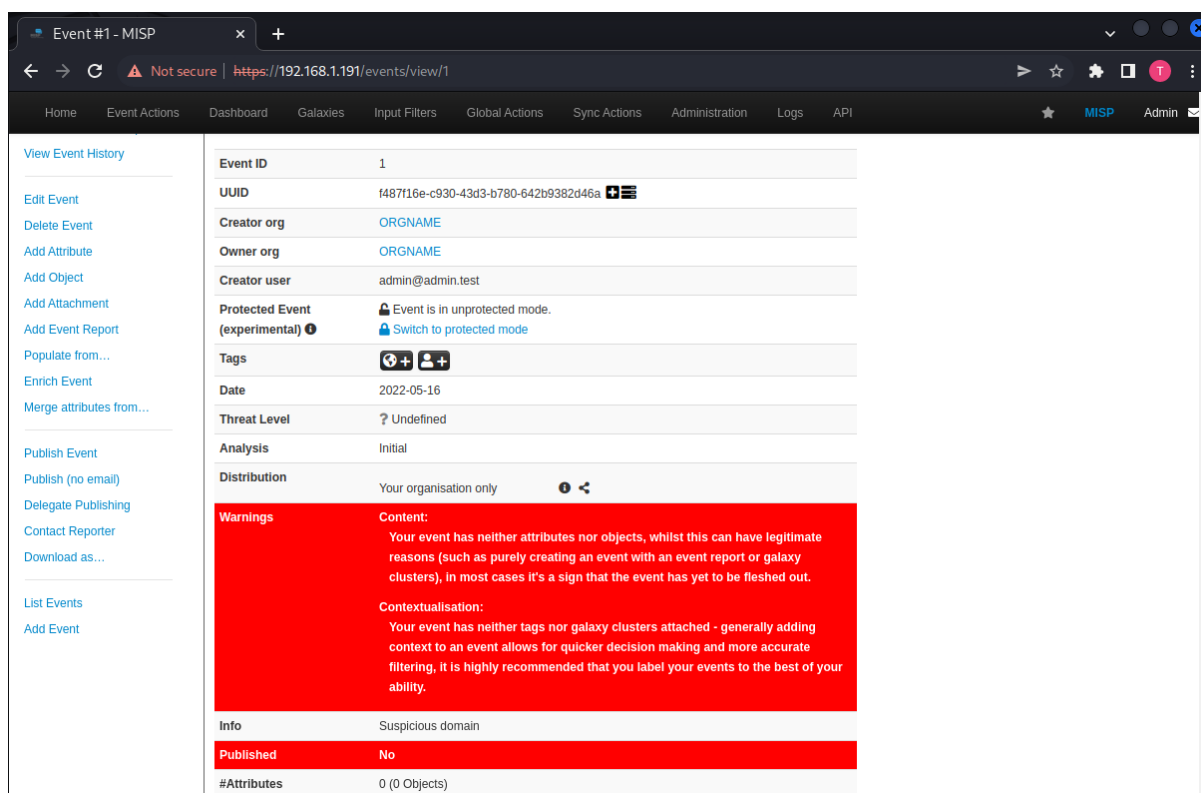 Event #1 - MISP
Not secure | https://192.168.1.191/events/view/1
T
Home Event Actions Dashboard Galaxies Input Filters Global Actions Sync Actions Administration Logs API MISP Admin
View Event History
Edit Event
Delete Event
Add Attribute
Add Object
Add Attachment
Add Event Report
Populate from…
Enrich Event
Merge attributes from…
Publish Event
Publish (no email)
Delegate Publishing
Contact Reporter
Download as…
List Events
Add Event
Event ID 1
UUID f487f16e-c930-43d3-b780-642b9382d46a
Creator org ORGNAME
Owner org ORGNAME
Creator user admin@admin.test
Protected Event Event is in unprotected mode.
(experimental) Switch to protected mode
Tags
Date 2022-05-16
Threat Level ? Undefined
Analysis Initial
Distribution
Your organisation only
Warnings Content:
Your event has neither attributes nor objects, whilst this can have legitimate
reasons (such as purely creating an event with an event report or galaxy
clusters), in most cases it's a sign that the event has yet to be fleshed out.
Contextualisation:
Your event has neither tags nor galaxy clusters attached - generally adding
context to an event allows for quicker decision making and more accurate
filtering, it is highly recommended that you label your events to the best of your
ability.
Info Suspicious domain
Published No
#Attributes 0 (0 Objects)